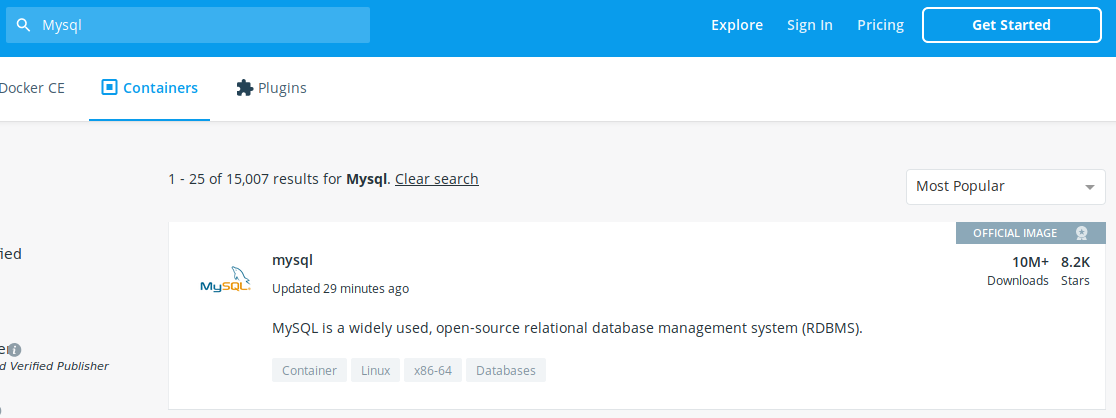 Mysql
Explore Sign In Pricing Get Started
Docker CE Containers Plugins
1 - 25 of 15,007 results for Mysql. Clear search
Most Popular
OFFICIAL IMAGE
mysql
10M+ 8.2K
Downloads Stars
MySQL
Updated 29 minutes ago
MySQL is a widely used, open-source relational database management system (RDBMS).
Container Linux x86-64 Databases
Verified Publisher